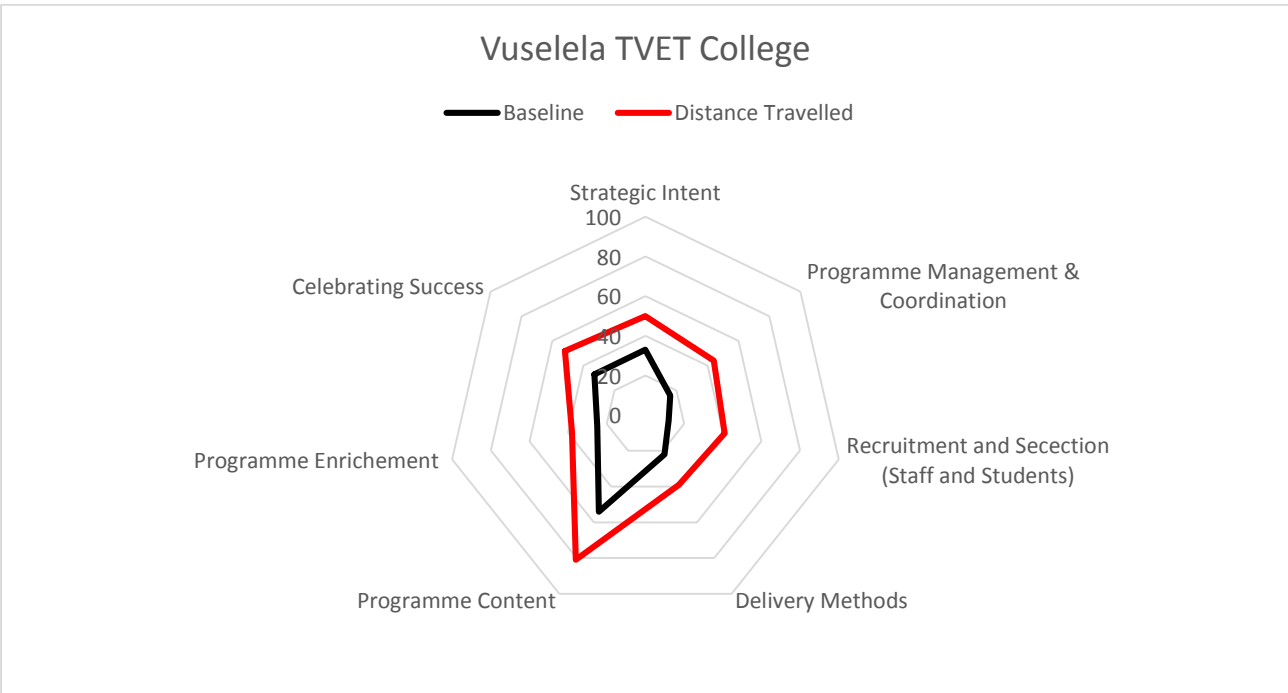 Vuselela TVET College
Baseline
Distance Travelled
Strategic Intent
100
80
60
40
20
0
Programme Management &
Coordination
Recruitment and Secection
(Staff and Students)
Delivery Methods
Programme Content
Programme Enrichement
Celebrating Success